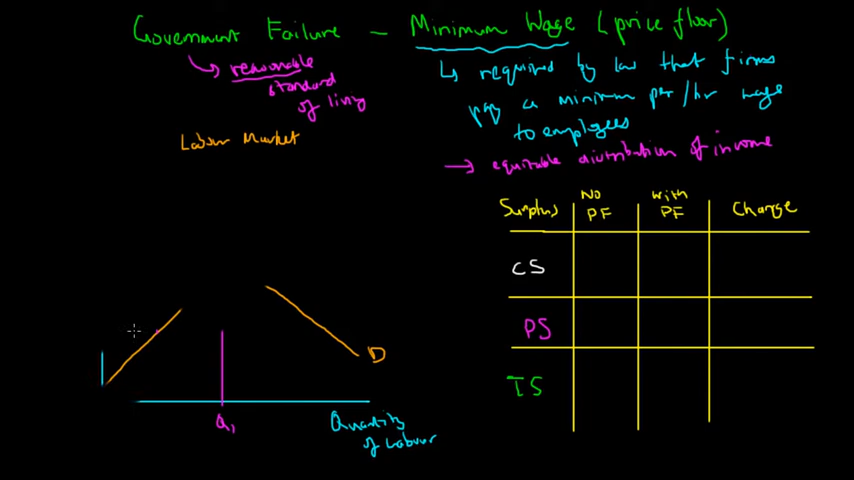 Government Failure - Minimum Wage (price floor)
↳ reasonable
standard
of living
↳ required by law that firms
pay a minimum per/hr wage
to employees
→ equitable distribution of income
Labour Market
Surplus No PF With PF Change
CS
PS
TS
D
Q1
Quantity
of Labour